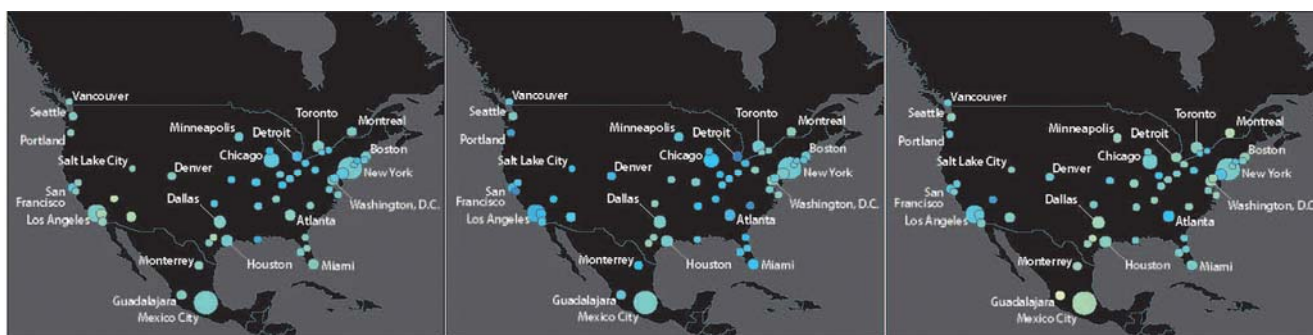 Vancouver
Seattle
Portland
Minneapolis
Detroit
Toronto
Montreal
Chicago
Boston
New York
Salt Lake City
Denver
San
Francisco
Los Angeles
Dallas
Atlanta
Washington, D.C.
Monterrey
Houston
Miami
Guadalajara
Mexico City
Vancouver
Seattle
Portland
Minneapolis
Detroit
Toronto
Montreal
Chicago
Boston
New York
Salt Lake City
Denver
San
Francisco
Los Angeles
Dallas
Atlanta
Washington, D.C.
Monterrey
Houston
Miami
Guadalajara
Mexico City
Vancouver
Seattle
Portland
Minneapolis
Detroit
Toronto
Montreal
Chicago
Boston
New York
Salt Lake City
Denver
San
Francisco
Los Angeles
Dallas
Atlanta
Washington, D.C.
Monterrey
Houston
Miami
Guadalajara
Mexico City